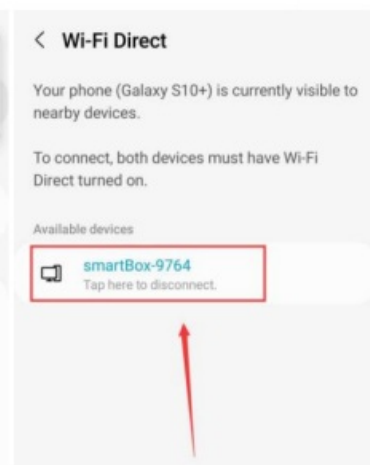 Wi-Fi Direct
Your phone (Galaxy S10+) is currently visible to
nearby devices.
To connect, both devices must have Wi-Fi
Direct turned on.
Available devices
smartBox-9764
Tap here to disconnect.